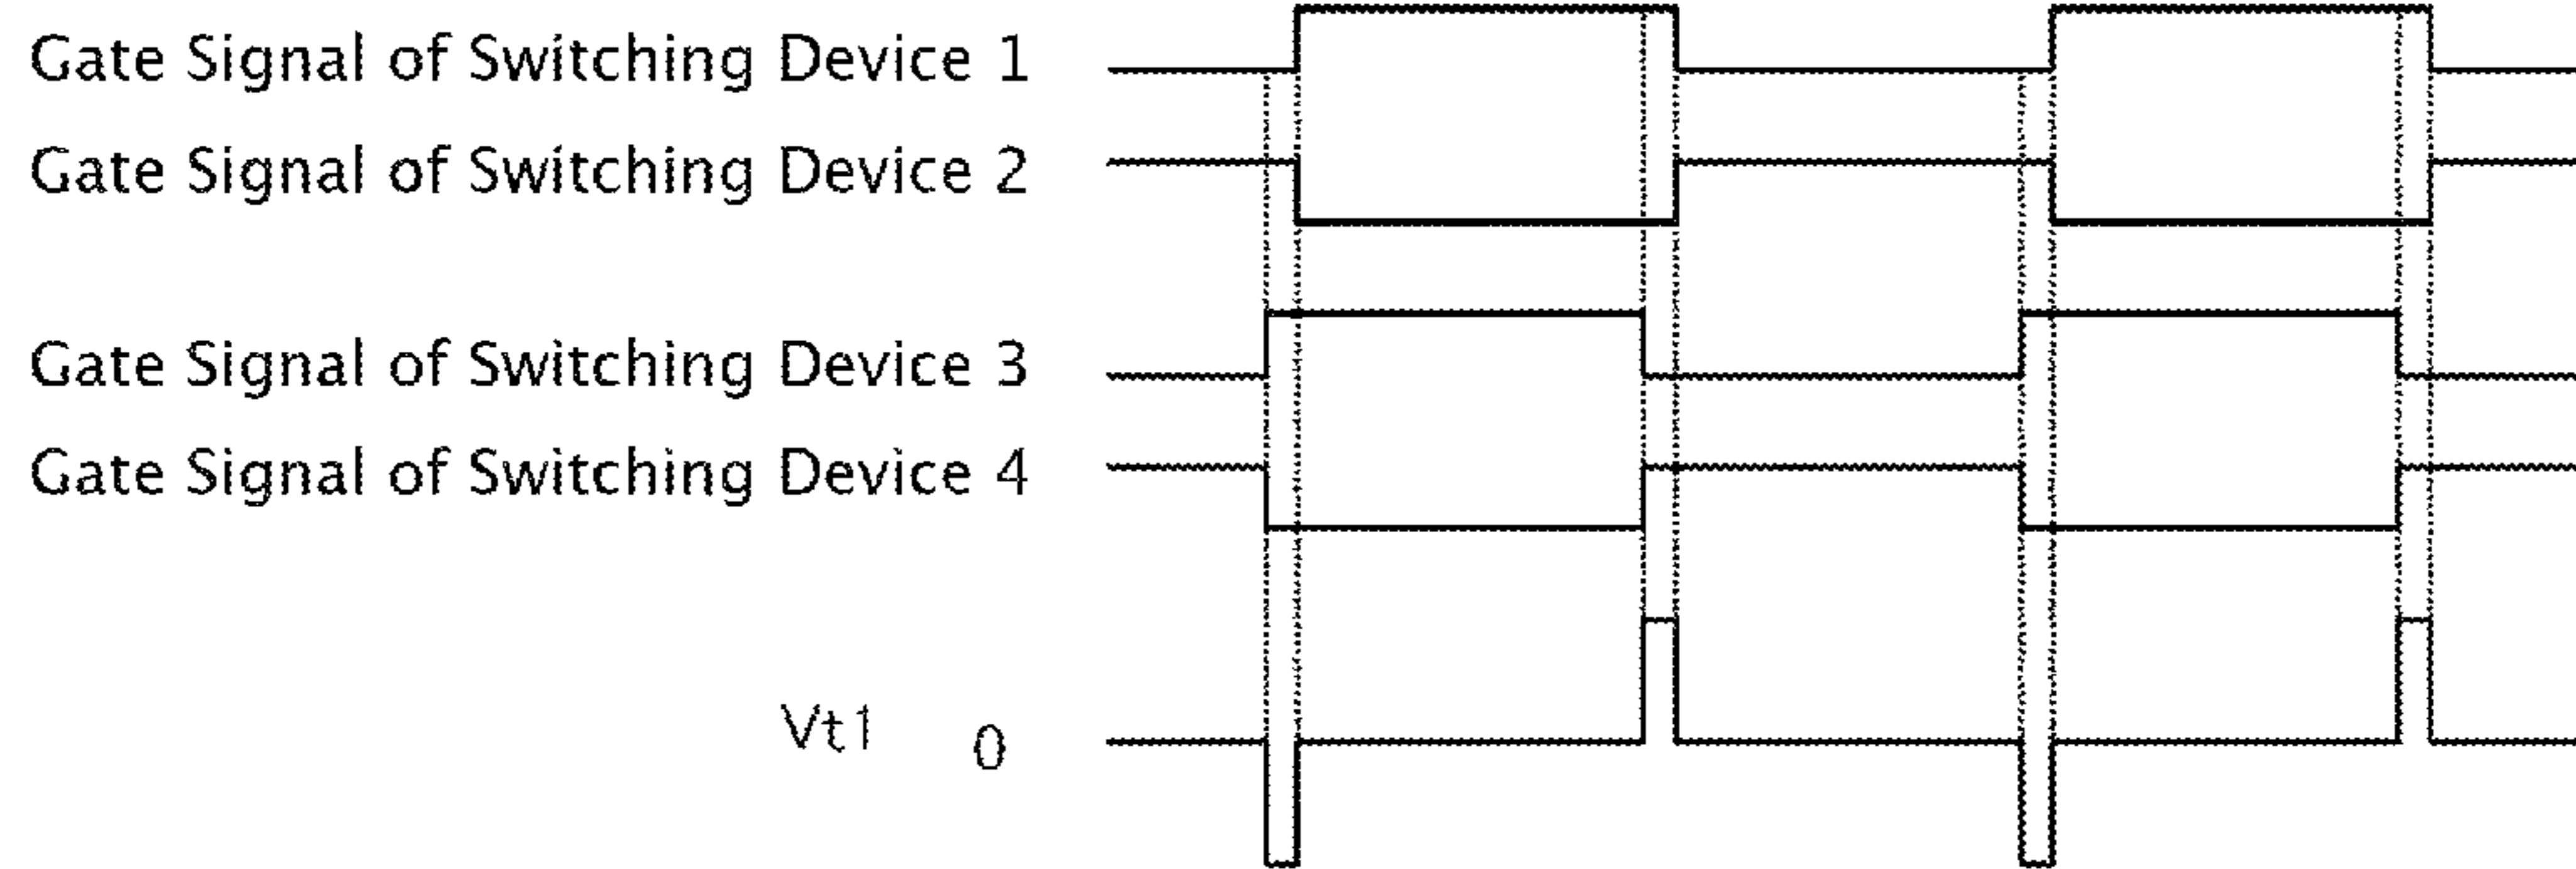 Gate Signal of Switching Device 1
Gate Signal of Switching Device 2
Gate Signal of Switching Device 3
Gate Signal of Switching Device 4
Vt1 0